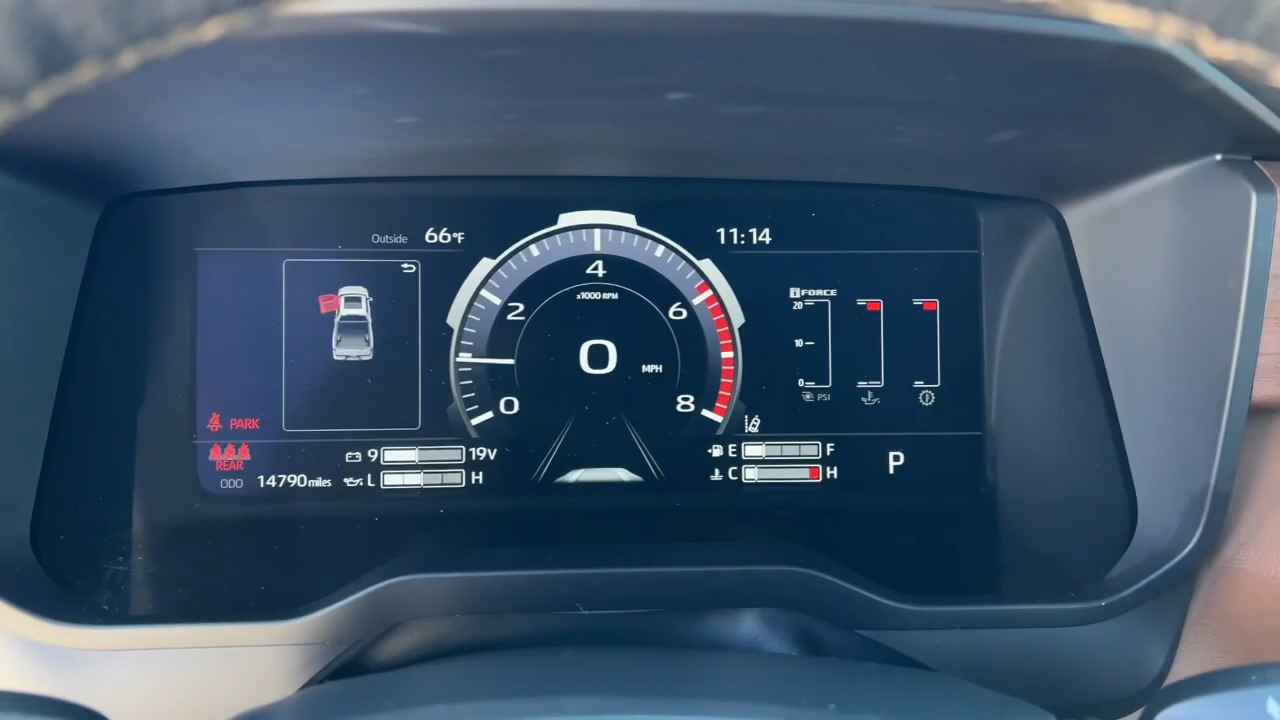 Outside 66°F
11:14
4
x1000 RPM
2
6
0
MPH
0
8
i FORCE
20
10
0
PSI
PARK
REAR
ODO 14790 miles
9
19V
L
H
E
F
C
H
P